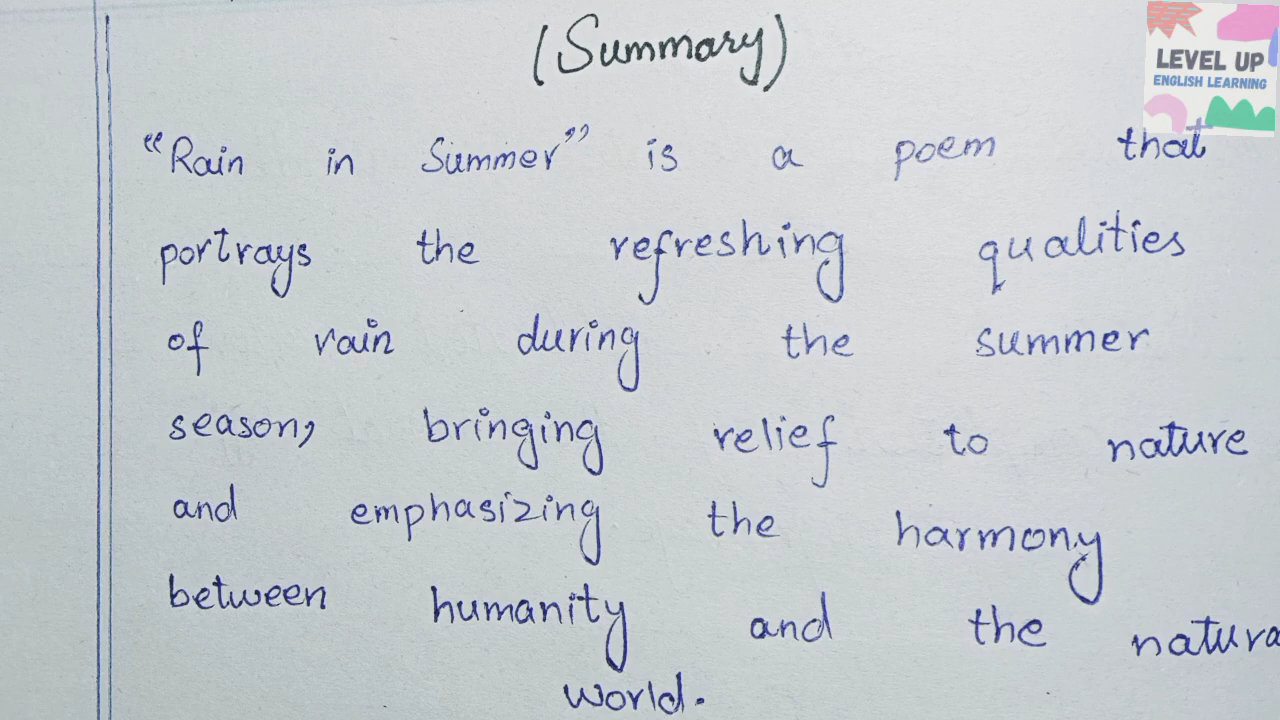 (Summary)
LEVEL UP
ENGLISH LEARNING
"Rain in Summer" is a poem that
portrays the refreshing qualities
of rain during the summer
season, bringing relief to nature
and emphasizing the harmony
between humanity and the natura
world.